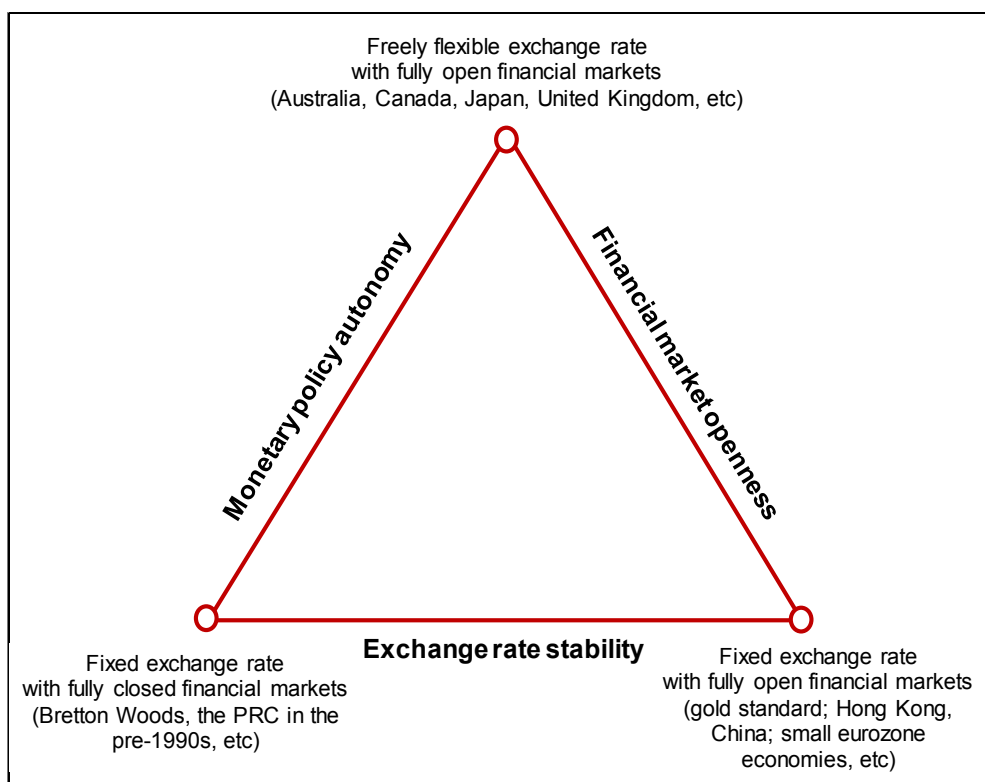 Freely flexible exchange rate
with fully open financial markets
(Australia, Canada, Japan, United Kingdom, etc)
Monetary policy autonomy
Financial market openness
Exchange rate stability
Fixed exchange rate
with fully closed financial markets
(Bretton Woods, the PRC in the
pre-1990s, etc)
Fixed exchange rate
with fully open financial markets
(gold standard; Hong Kong,
China; small eurozone
economies, etc)